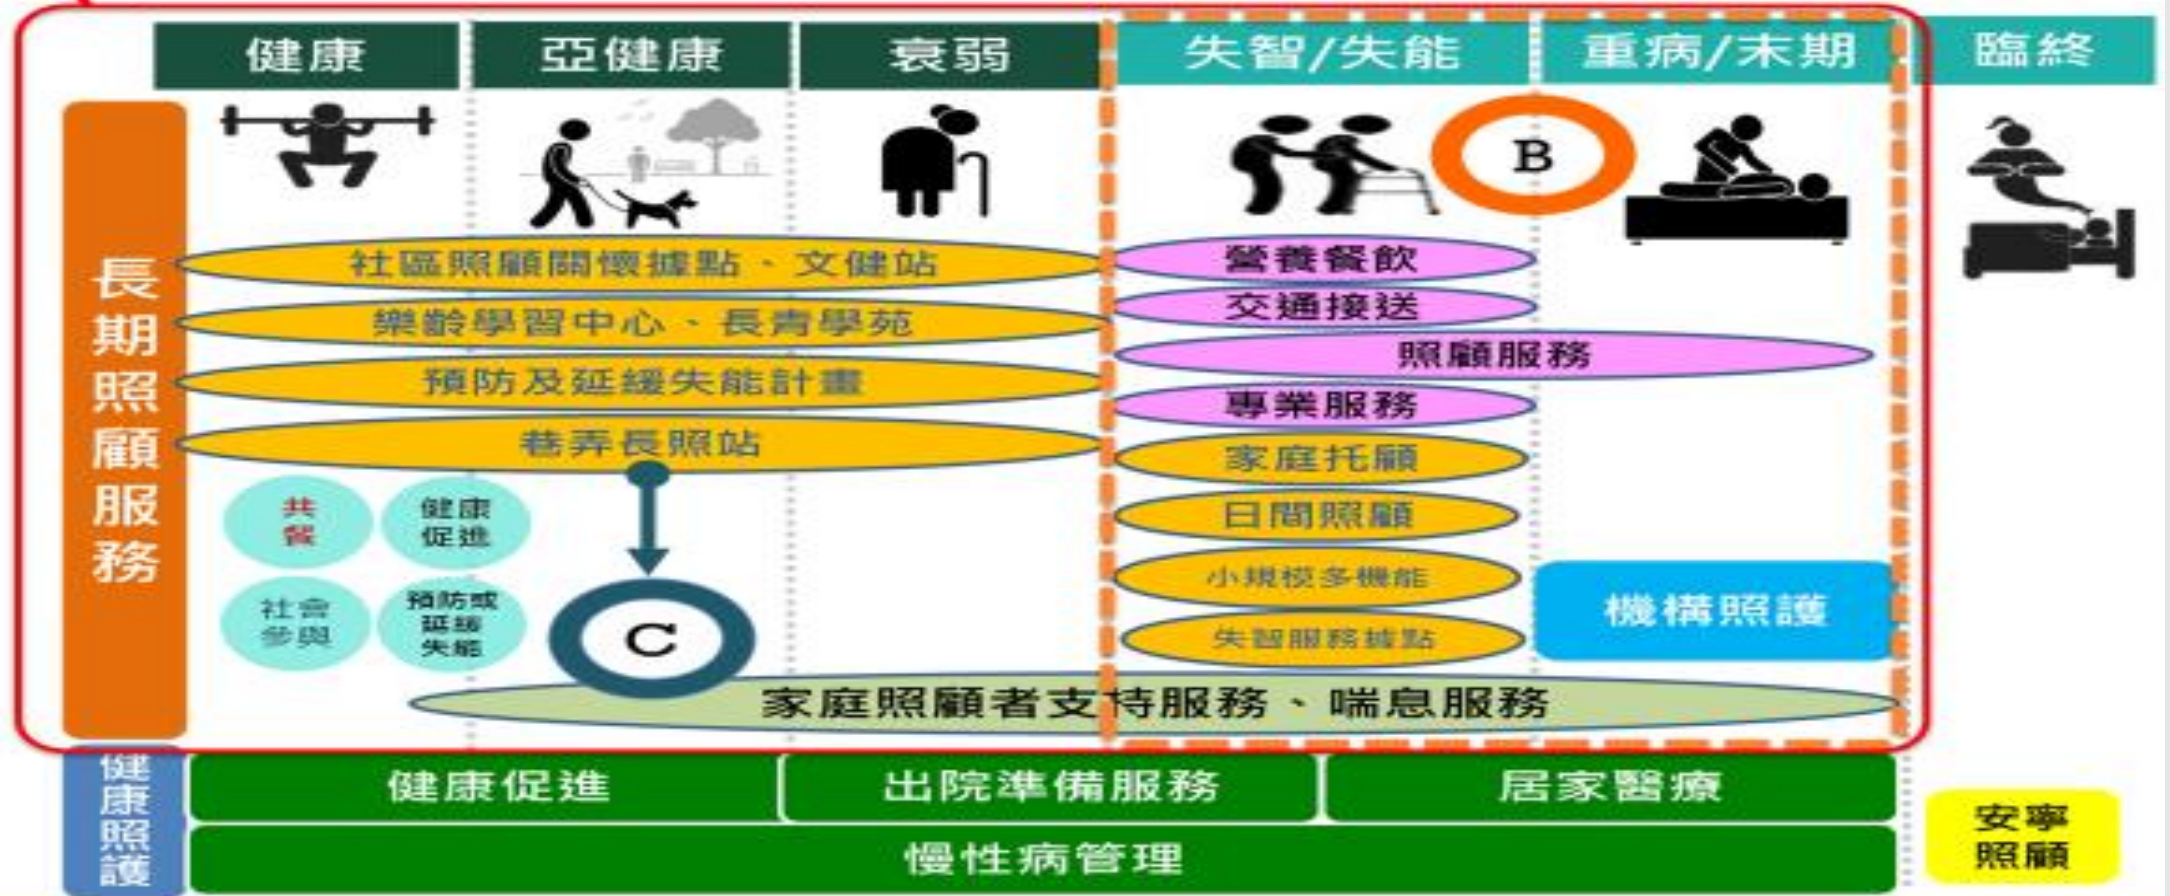 健康
亞健康
衰弱
失智/失能
重病/末期
臨終
長期照顧服務
B
社區照顧關懷據點、文健站
樂齡學習中心、長青學苑
預防及延緩失能計畫
巷弄長照站
營養餐飲
交通接送
照顧服務
專業服務
家庭托顧
日間照顧
小規模多機能
失智服務據點
機構照護
共
餐
健康
促進
社會
參與
預防或
延緩
失能
C
家庭照顧者支持服務、喘息服務
健康照護
健康促進
出院準備服務
居家醫療
慢性病管理
安寧
照顧